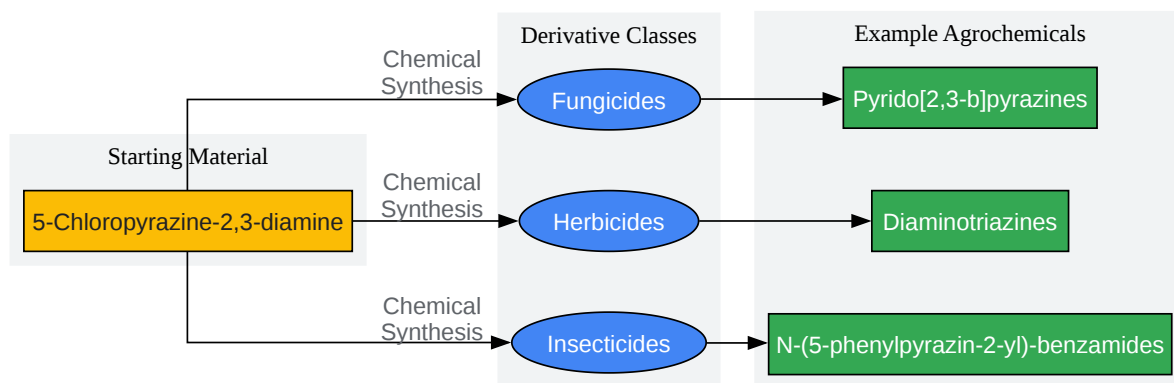 Derivative Classes
Example Agrochemicals
Chemical
Synthesis
Fungicides
Pyrido[2,3-b]pyrazines
Starting Material
5-Chloropyrazine-2,3-diamine
Chemical
Synthesis
Herbicides
Diaminotriazines
Chemical
Synthesis
Insecticides
N-(5-phenylpyrazin-2-yl)-benzamides